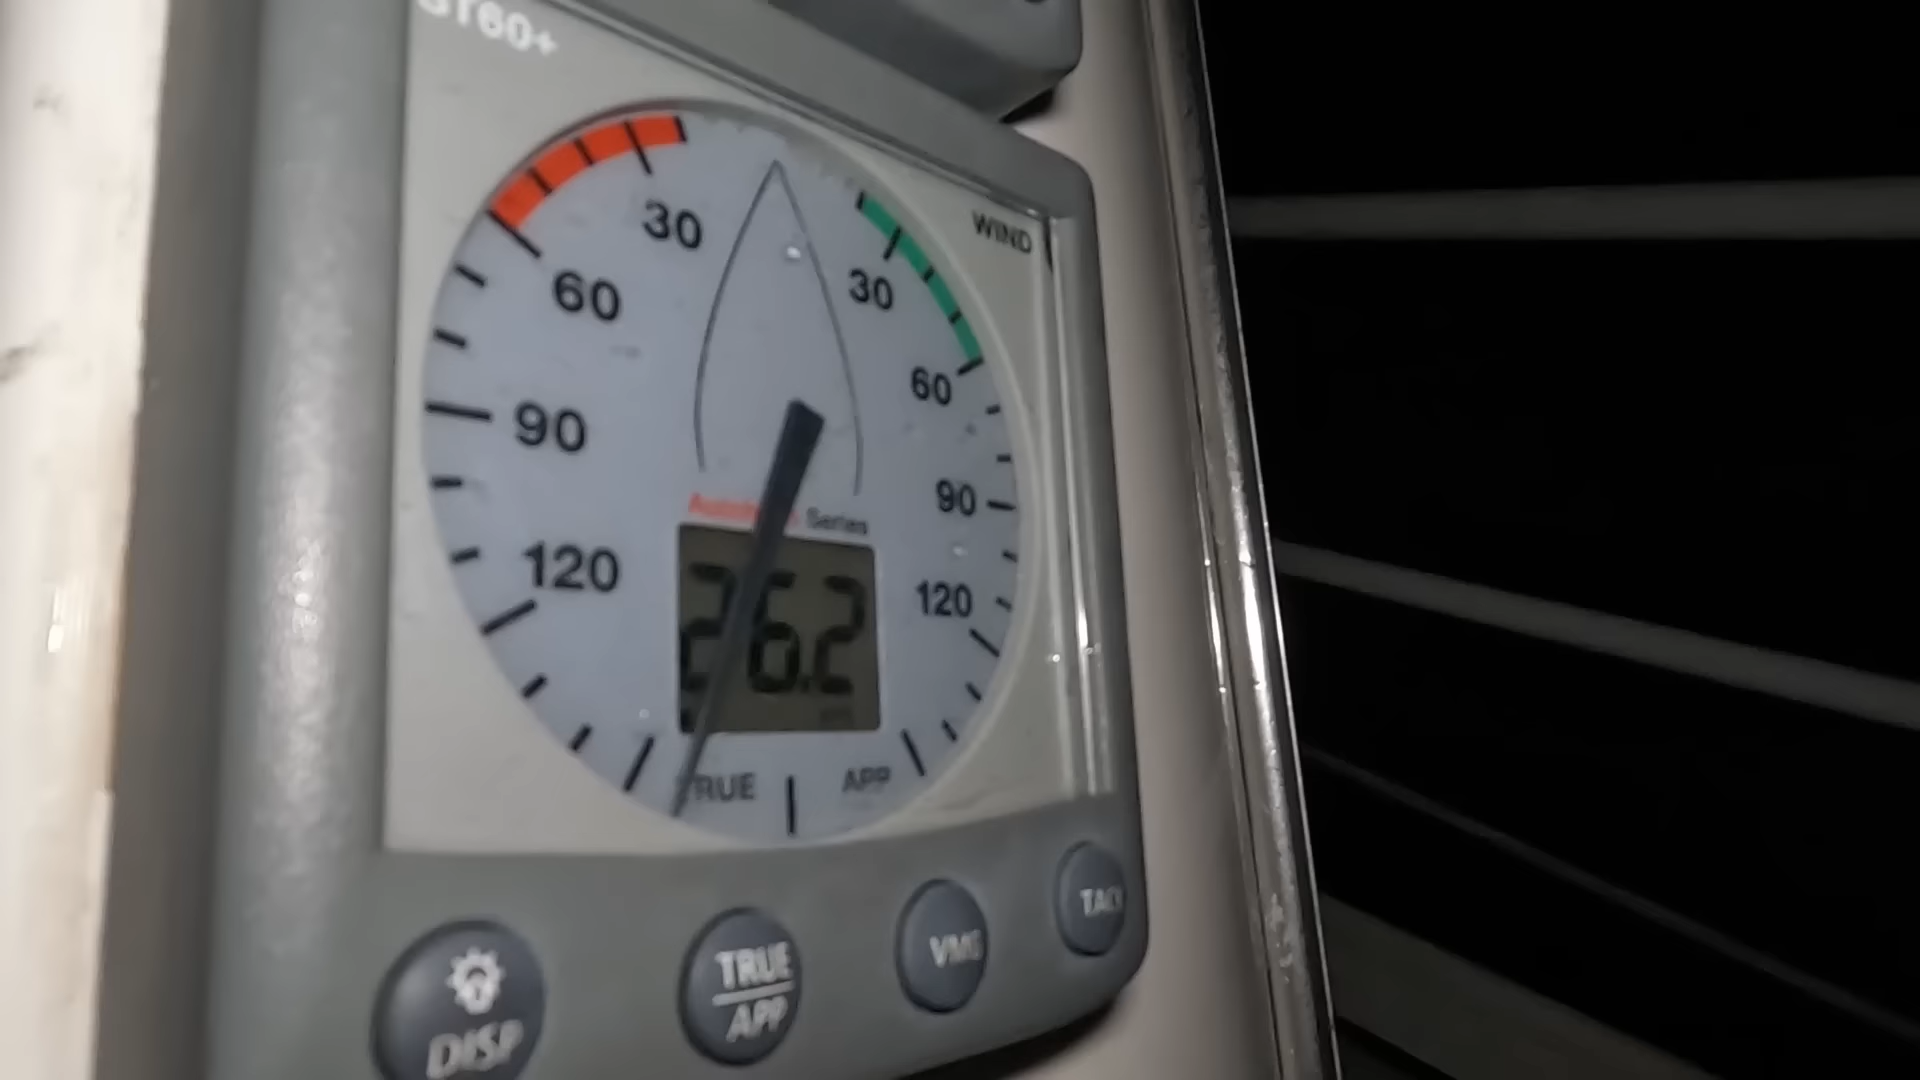 ST60+
WIND
30
30
60
60
90
90
Series
120
120
26.2
TRUE
APP
DISP
TRUE
APP
VMG
TACK